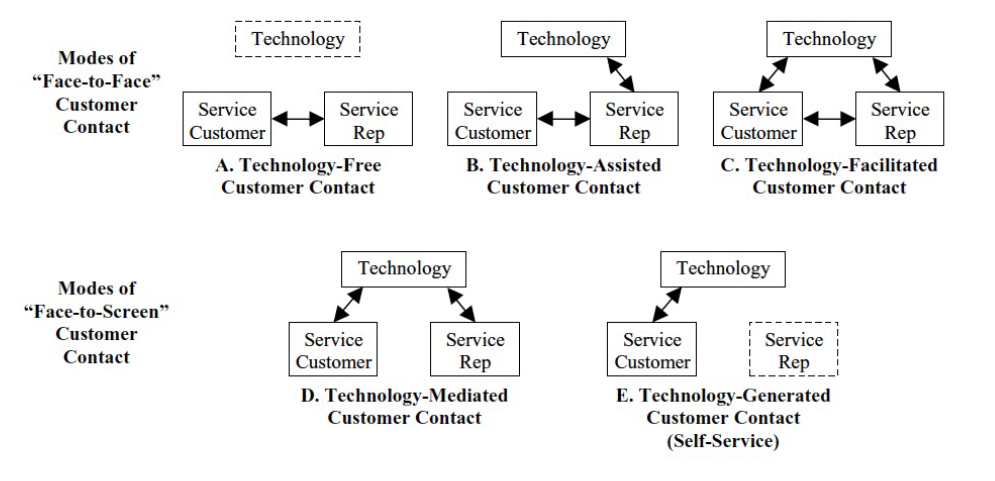 Modes of
“Face-to-Face”
Customer
Contact
Technology
Service
Customer
Service
Rep
A. Technology-Free
Customer Contact
Technology
Service
Customer
Service
Rep
B. Technology-Assisted
Customer Contact
Technology
Service
Customer
Service
Rep
C. Technology-Facilitated
Customer Contact
Modes of
“Face-to-Screen”
Customer
Contact
Technology
Service
Customer
Service
Rep
D. Technology-Mediated
Customer Contact
Technology
Service
Customer
Service
Rep
E. Technology-Generated
Customer Contact
(Self-Service)